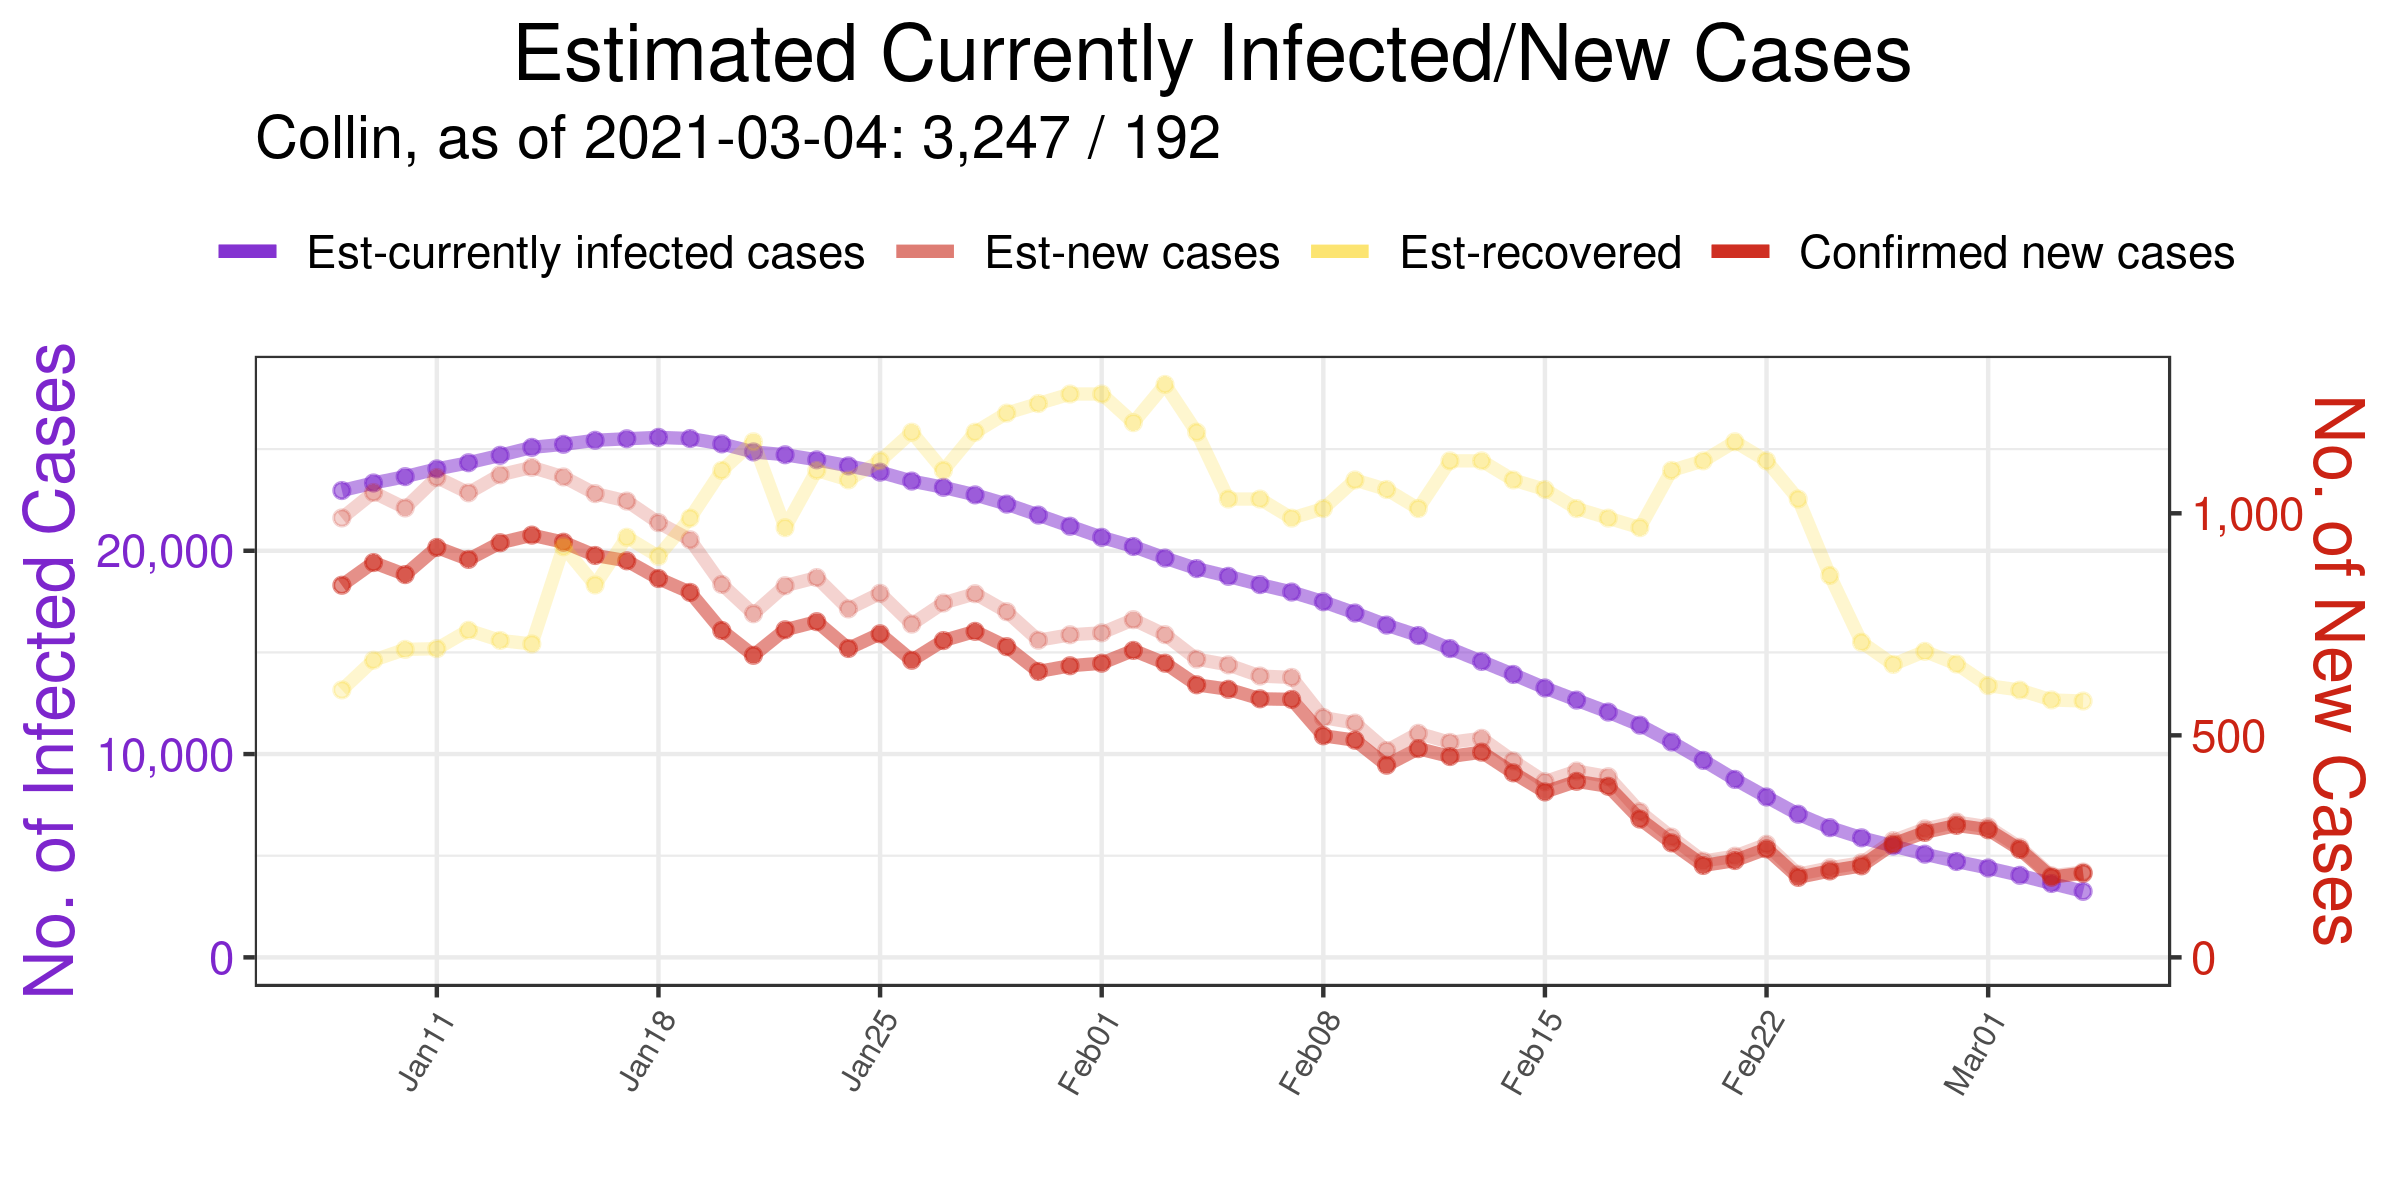 Estimated Currently Infected/New Cases
Collin, as of 2021-03-04: 3,247 / 192
Est-currently infected cases Est-new cases Est-recovered Confirmed new cases
No. of Infected Cases
20,000
10,000
0
No. of New Cases
1,000
500
0
Jan11 Jan18 Jan25 Feb01 Feb08 Feb15 Feb22 Mar01